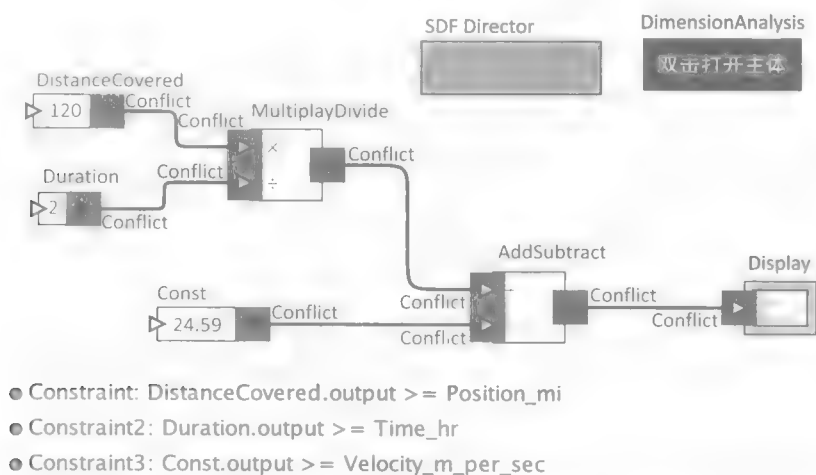 SDF Director
DimensionAnalysis
双击打开主体
DistanceCovered
120
Conflict
Conflict
MultiplayDivide
×
÷
Conflict
Duration
2
Conflict
Conflict
AddSubtract
Display
Const
24.59
Conflict
Conflict
Conflict
Conflict
Conflict
Constraint: DistanceCovered.output >= Position_mi
Constraint2: Duration.output >= Time_hr
Constraint3: Const.output >= Velocity_m_per_sec